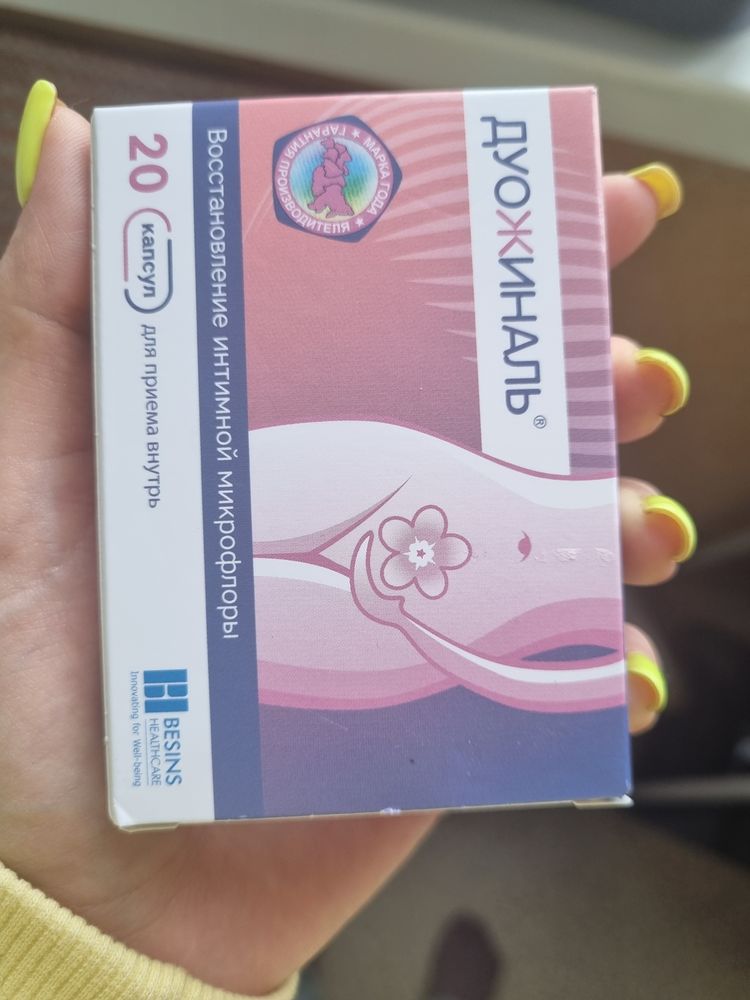 ДУОЖИНАЛЬ®
МАРКА ГОДА
★ ГАРАНТИЯ ПРОИЗВОДИТЕЛЯ ★
Восстановление интимной микрофлоры
20 капсул для приема внутрь
BESINS
HEALTHCARE
Innovating for Well-being